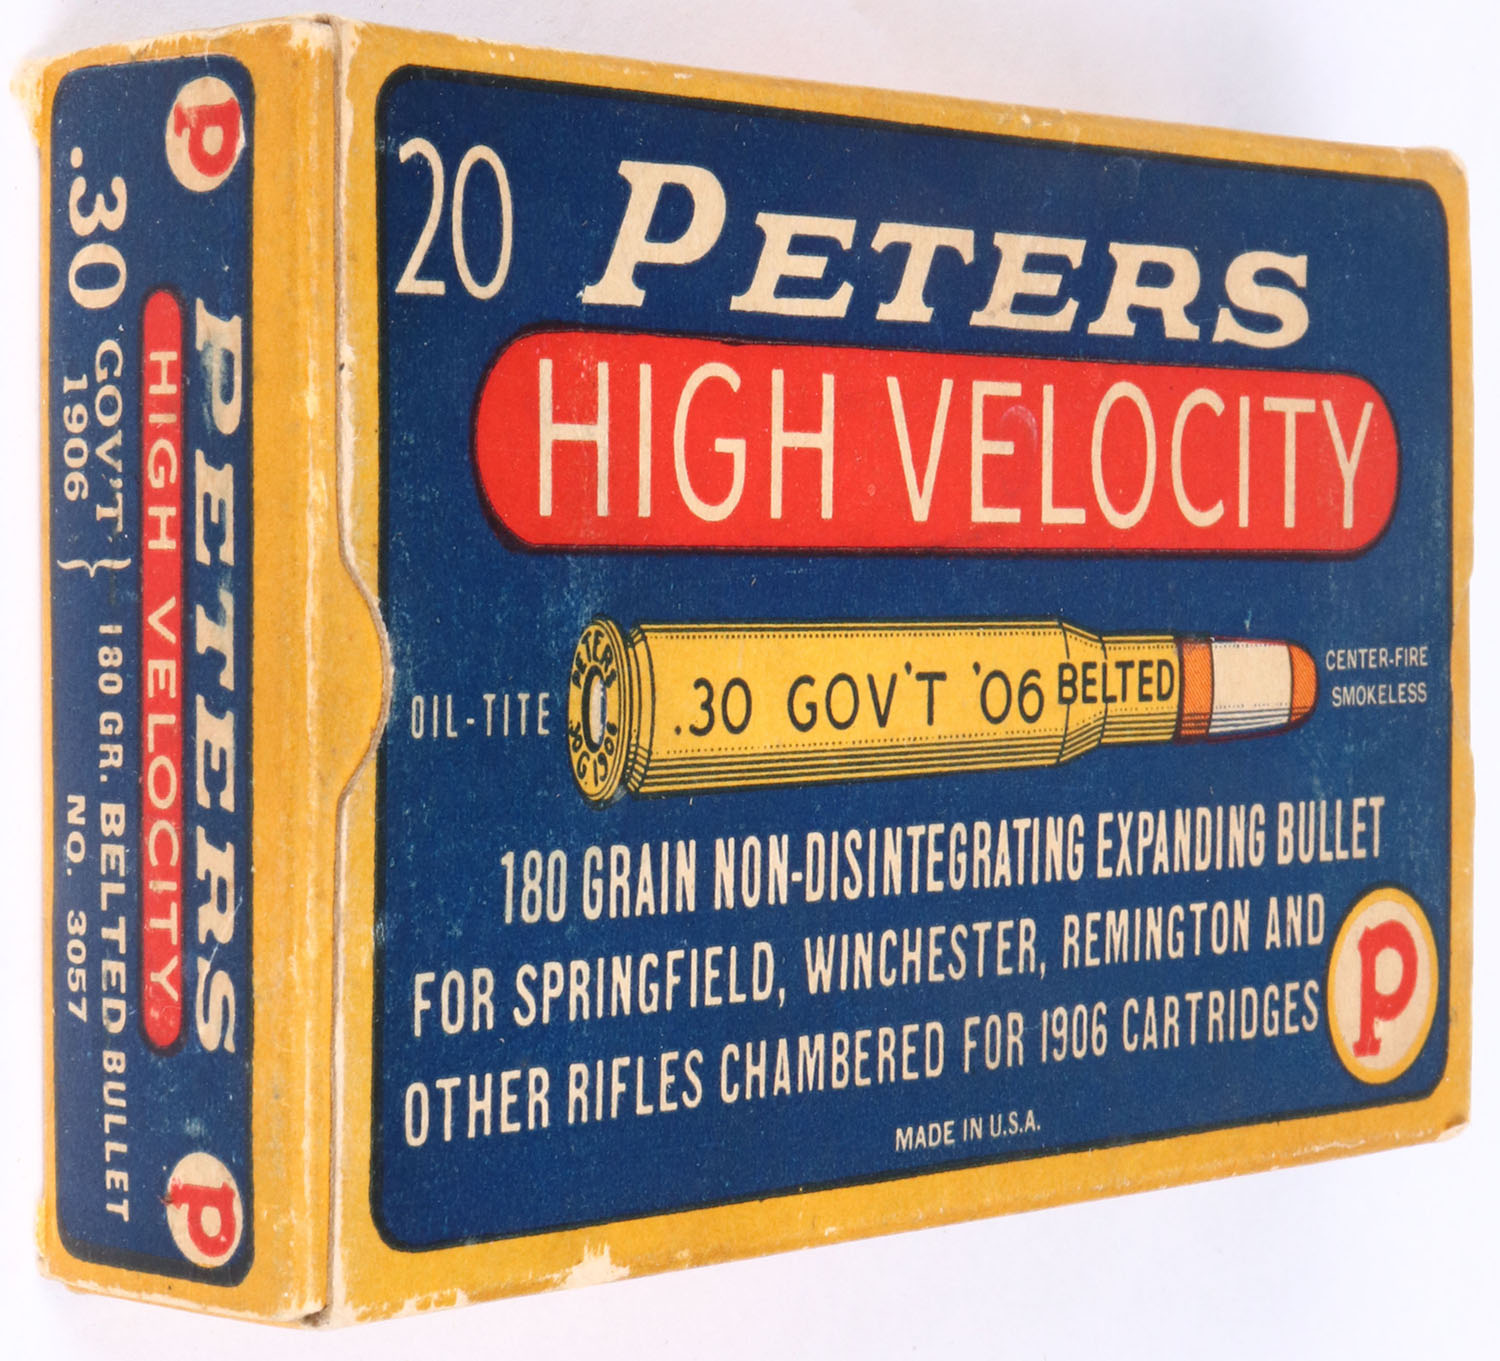 20 PETERS
HIGH VELOCITY
OIL-TITE
PETERS
30 G. 1906
.30 GOV'T '06 BELTED
CENTER-FIRE
SMOKELESS
180 GRAIN NON-DISINTEGRATING EXPANDING BULLET
FOR SPRINGFIELD, WINCHESTER, REMINGTON AND
OTHER RIFLES CHAMBERED FOR 1906 CARTRIDGES
P
MADE IN U.S.A.
P
PETERS
P
HIGH VELOCITY
.30 GOV'T 1906 } 180 GR. BELTED BULLET
NO. 3057